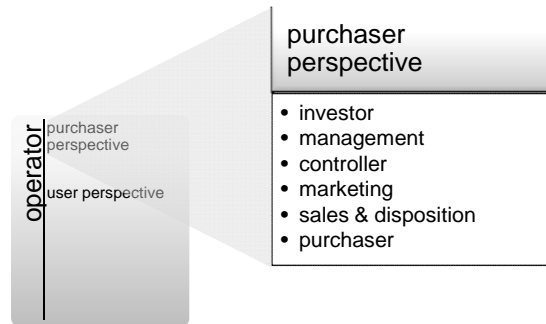 operator
purchaser
perspective
user perspective
purchaser
perspective
• investor
• management
• controller
• marketing
• sales & disposition
• purchaser